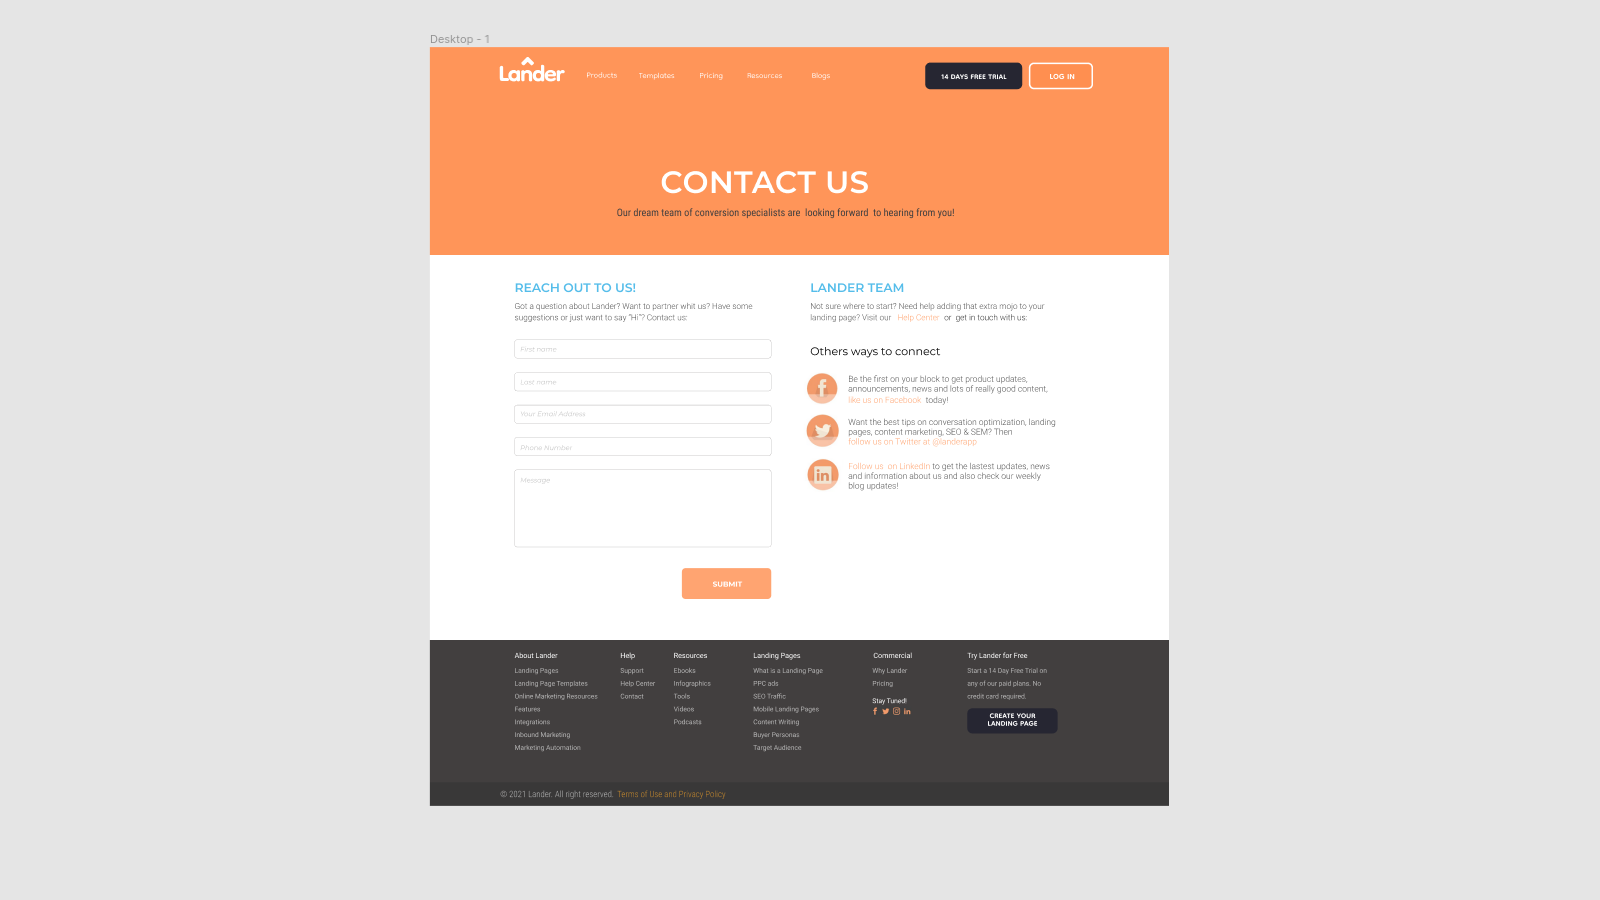 Desktop - 1
Lander
Products
Templates
Pricing
Resources
Blogs
14 DAYS FREE TRIAL
LOG IN
CONTACT US
Our dream team of conversion specialists are looking forward to hearing from you!
REACH OUT TO US!
Got a question about Lander? Want to partner whit us? Have some
suggestions or just want to say "Hi"? Contact us:
First name
Last name
Your Email Address
Phone Number
Message
SUBMIT
LANDER TEAM
Not sure where to start? Need help adding that extra mojo to your
landing page? Visit our Help Center or get in touch with us:
Others ways to connect
Be the first on your block to get product updates,
announcements, news and lots of really good content,
like us on Facebook today!
Want the best tips on conversation optimization, landing
pages, content marketing, SEO & SEM? Then
follow us on Twitter at @landerapp
Follow us on LinkedIn to get the lastest updates, news
and information about us and also check our weekly
blog updates!
About Lander
Landing Pages
Landing Page Templates
Online Marketing Resources
Features
Integrations
Inbound Marketing
Marketing Automation
Help
Support
Help Center
Contact
Resources
Ebooks
Infographics
Tools
Videos
Podcasts
Landing Pages
What is a Landing Page
PPC ads
SEO Traffic
Mobile Landing Pages
Content Writing
Buyer Personas
Target Audience
Commercial
Why Lander
Pricing
Stay Tuned!
Try Lander for Free
Start a 14 Day Free Trial on
any of our paid plans. No
credit card required.
CREATE YOUR
LANDING PAGE
© 2021 Lander. All right reserved. Terms of Use and Privacy Policy